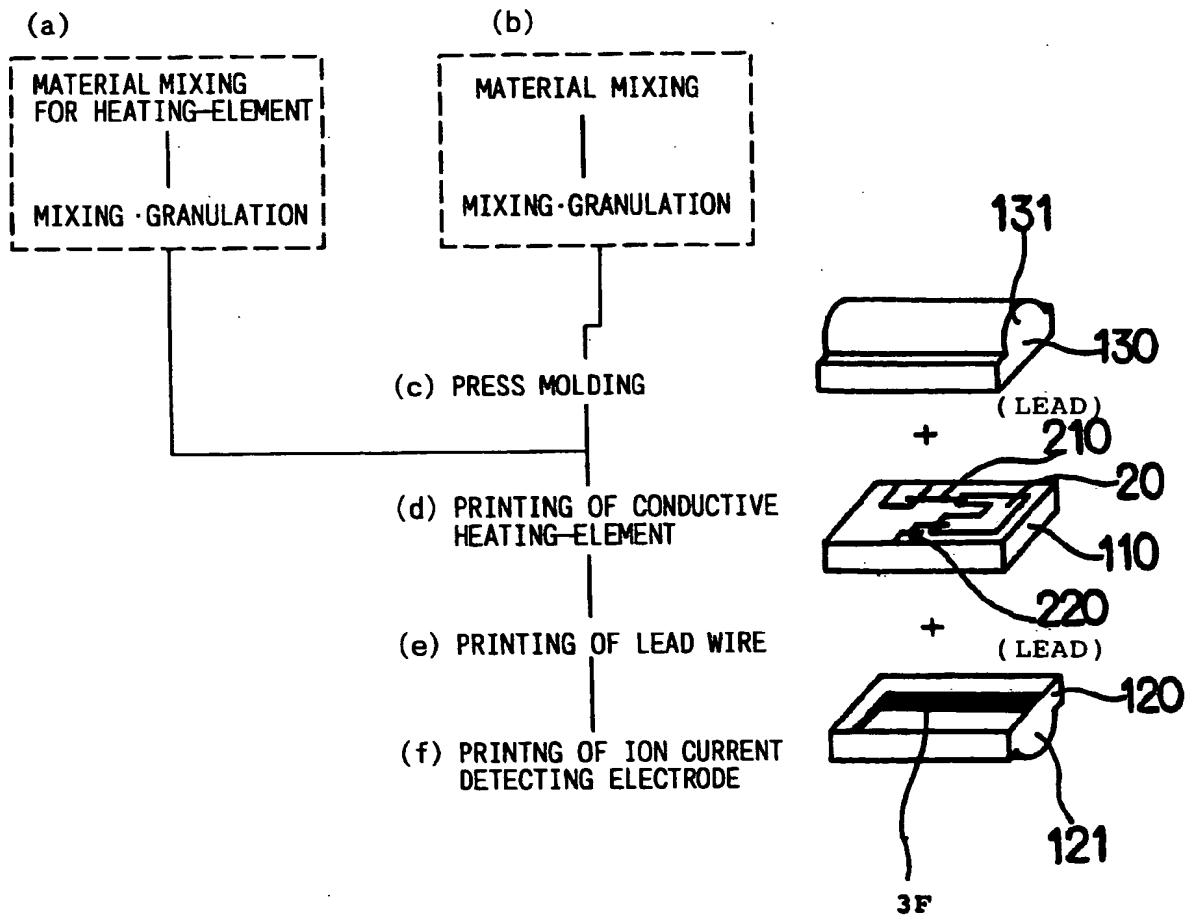 (a)
(b)
MATERIAL MIXING
FOR HEATING-ELEMENT
MIXING·GRANULATION
MATERIAL MIXING
MIXING·GRANULATION
131
130
(c) PRESS MOLDING
(LEAD)
+
210
20
(d) PRINTING OF CONDUCTIVE
HEATING-ELEMENT
110
220
+
(e) PRINTING OF LEAD WIRE
(LEAD)
120
(f) PRINTNG OF ION CURRENT
DETECTING ELECTRODE
121
3F